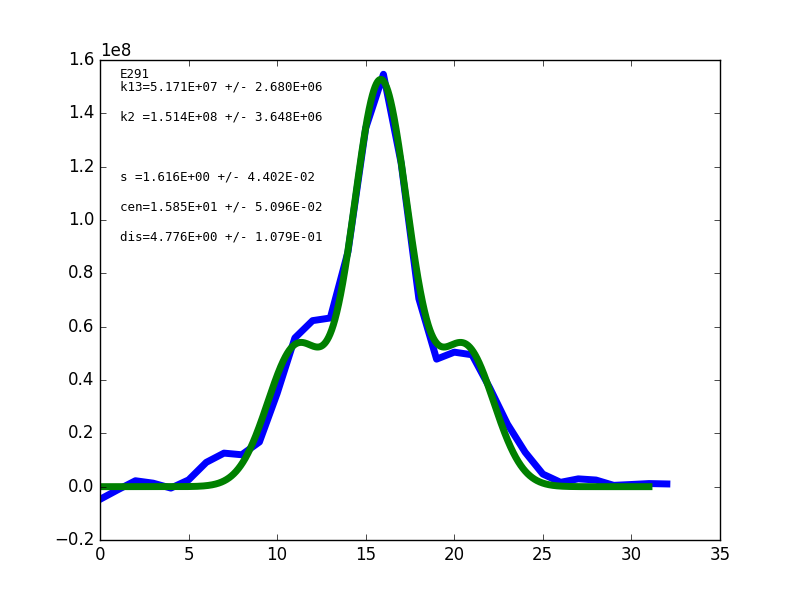 1e8
1.6
E291
k13=5.171E+07 +/- 2.680E+06
1.4
k2 =1.514E+08 +/- 3.648E+06
1.2
s =1.616E+00 +/- 4.402E-02
cen=1.585E+01 +/- 5.096E-02
1.0
dis=4.776E+00 +/- 1.079E-01
0.8
0.6
0.4
0.2
0.0
−0.2
0 5 10 15 20 25 30 35